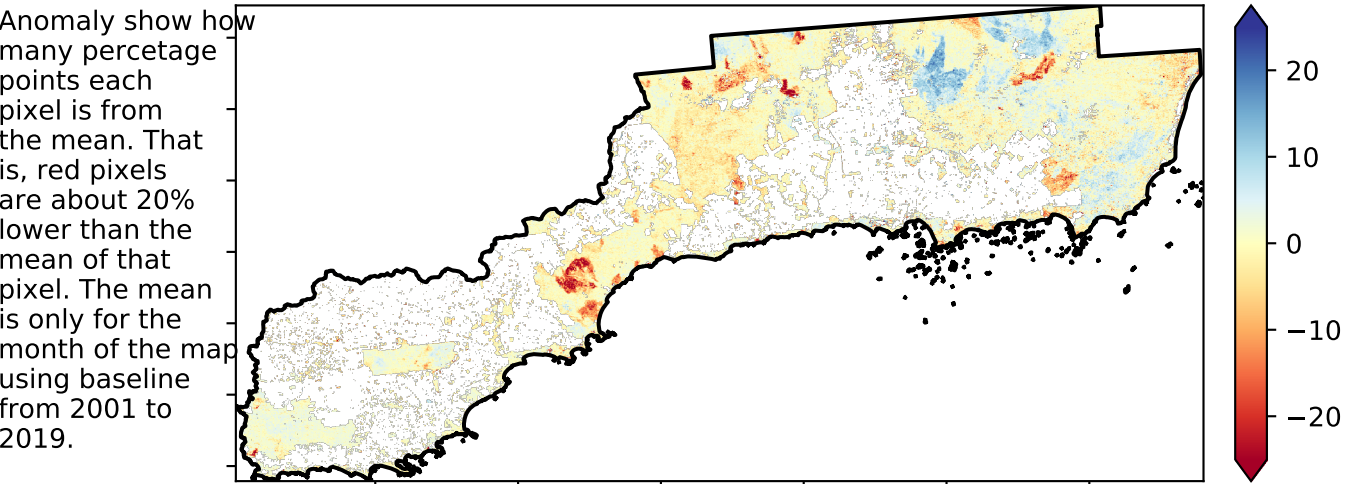 Anomaly show how
many percetage
points each
pixel is from
the mean. That
is, red pixels
are about 20%
lower than the
mean of that
pixel. The mean
is only for the
month of the map
using baseline
from 2001 to
2019.
20
10
0
−10
−20